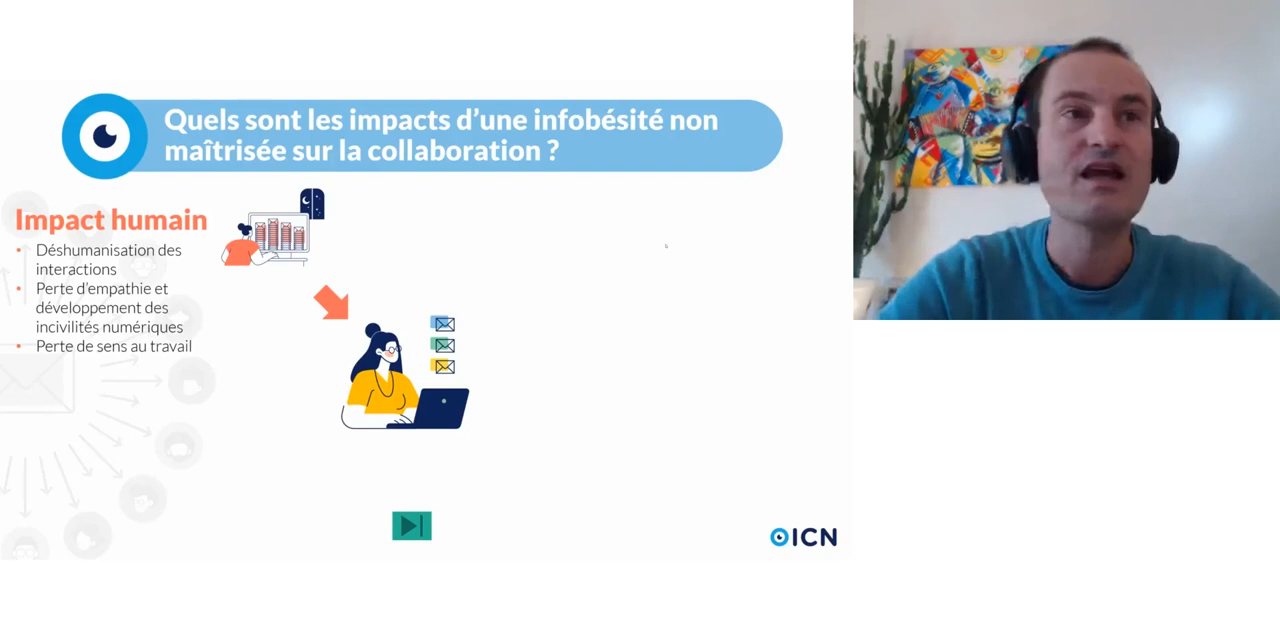 Quels sont les impacts d'une infobésité non
maîtrisée sur la collaboration ?
Impact humain
• Déshumanisation des
interactions
• Perte d'empathie et
développement des
incivilités numériques
• Perte de sens au travail
ICN